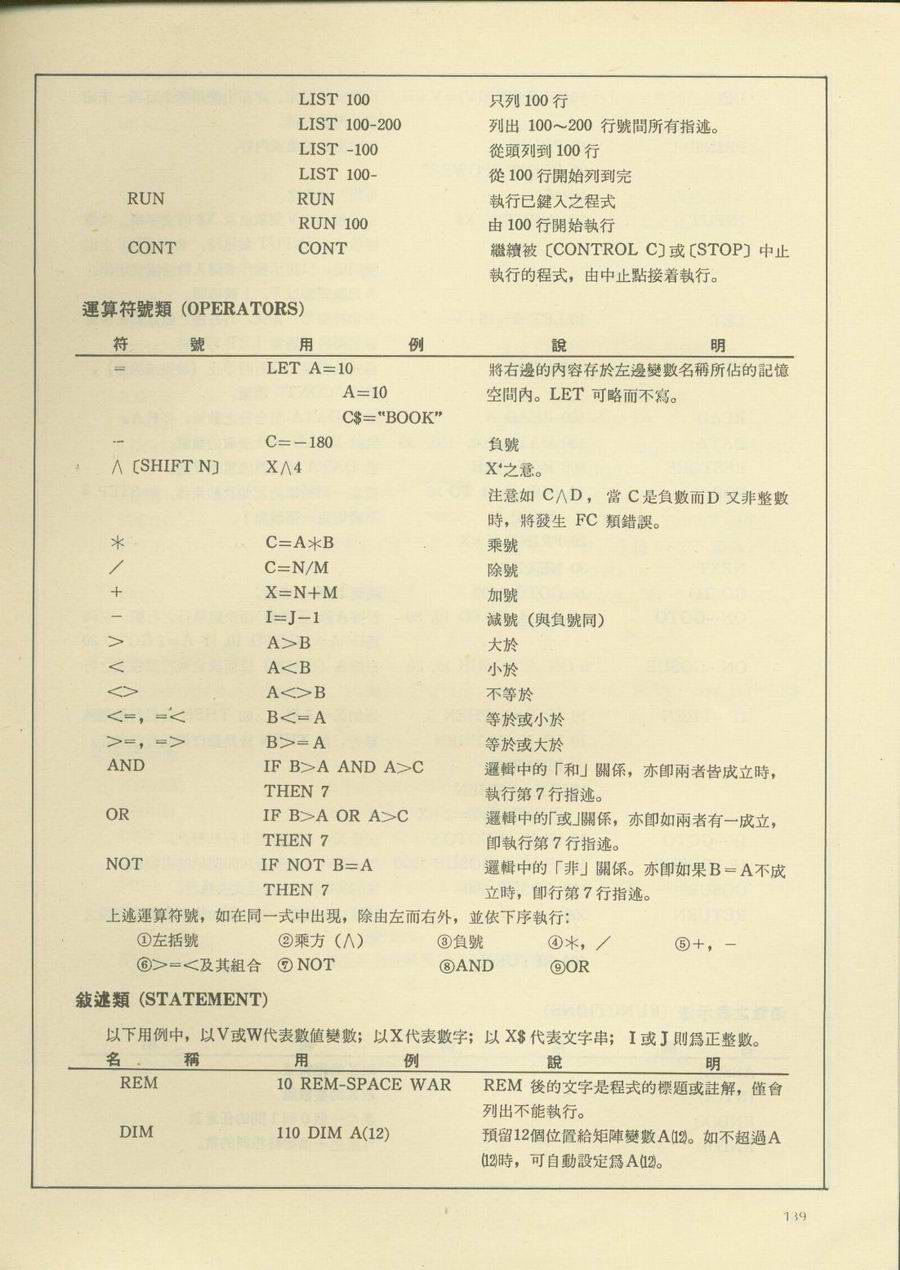 LIST 100 只列100行
LIST 100-200 列出 100～200 行號間所有指述。
LIST -100 從頭列到100行
LIST 100- 從100行開始列到完
RUN RUN 執行已鍵入之程式
RUN 100 由100行開始執行
CONT CONT 繼續被〔CONTROL C〕或〔STOP〕中止
執行的程式，由中止點接着執行。
運算符號類 (OPERATORS)
符 號 用 例 說 明
= LET A=10 將右邊的內容存於左邊變數名稱所佔的記憶
A=10 空間內。LET 可略而不寫。
C$="BOOK"
− C=−180 負號
⋀〔SHIFT N〕 X⋀4 X⁴之意。
注意如 C⋀D，當 C是負數而D 又非整數
時，將發生 FC 類錯誤。
＊ C=A＊B 乘號
／ C=N/M 除號
+ X=N+M 加號
− I=J−1 減號（與負號同）
> A>B 大於
< A<B 小於
<> A<>B 不等於
<=，=< B<=A 等於或小於
>=，=> B>=A 等於或大於
AND IF B>A AND A>C 邏輯中的「和」關係，亦卽兩者皆成立時，
THEN 7 執行第7行指述。
OR IF B>A OR A>C 邏輯中的「或」關係，亦卽如兩者有一成立，
THEN 7 卽執行第7行指述。
NOT IF NOT B=A 邏輯中的「非」關係。亦卽如果B=A不成
THEN 7 立時，卽行第7行指述。
上述運算符號，如在同一式中出現，除由左而右外，並依下序執行：
①左括號 ②乘方（⋀） ③負號 ④＊，／ ⑤+，−
⑥>=<及其組合 ⑦NOT ⑧AND ⑨OR
敍述類 (STATEMENT)
以下用例中，以V或W代表數值變數；以X代表數字；以 X$ 代表文字串；I 或J則爲正整數。
名 稱 用 例 說 明
REM 10 REM-SPACE WAR REM 後的文字是程式的標題或註解，僅會
列出不能執行。
DIM 110 DIM A(12) 預留12個位置給矩陣變數A(12)。如不超過A
(12)時，可自動設定爲A(12)。
139